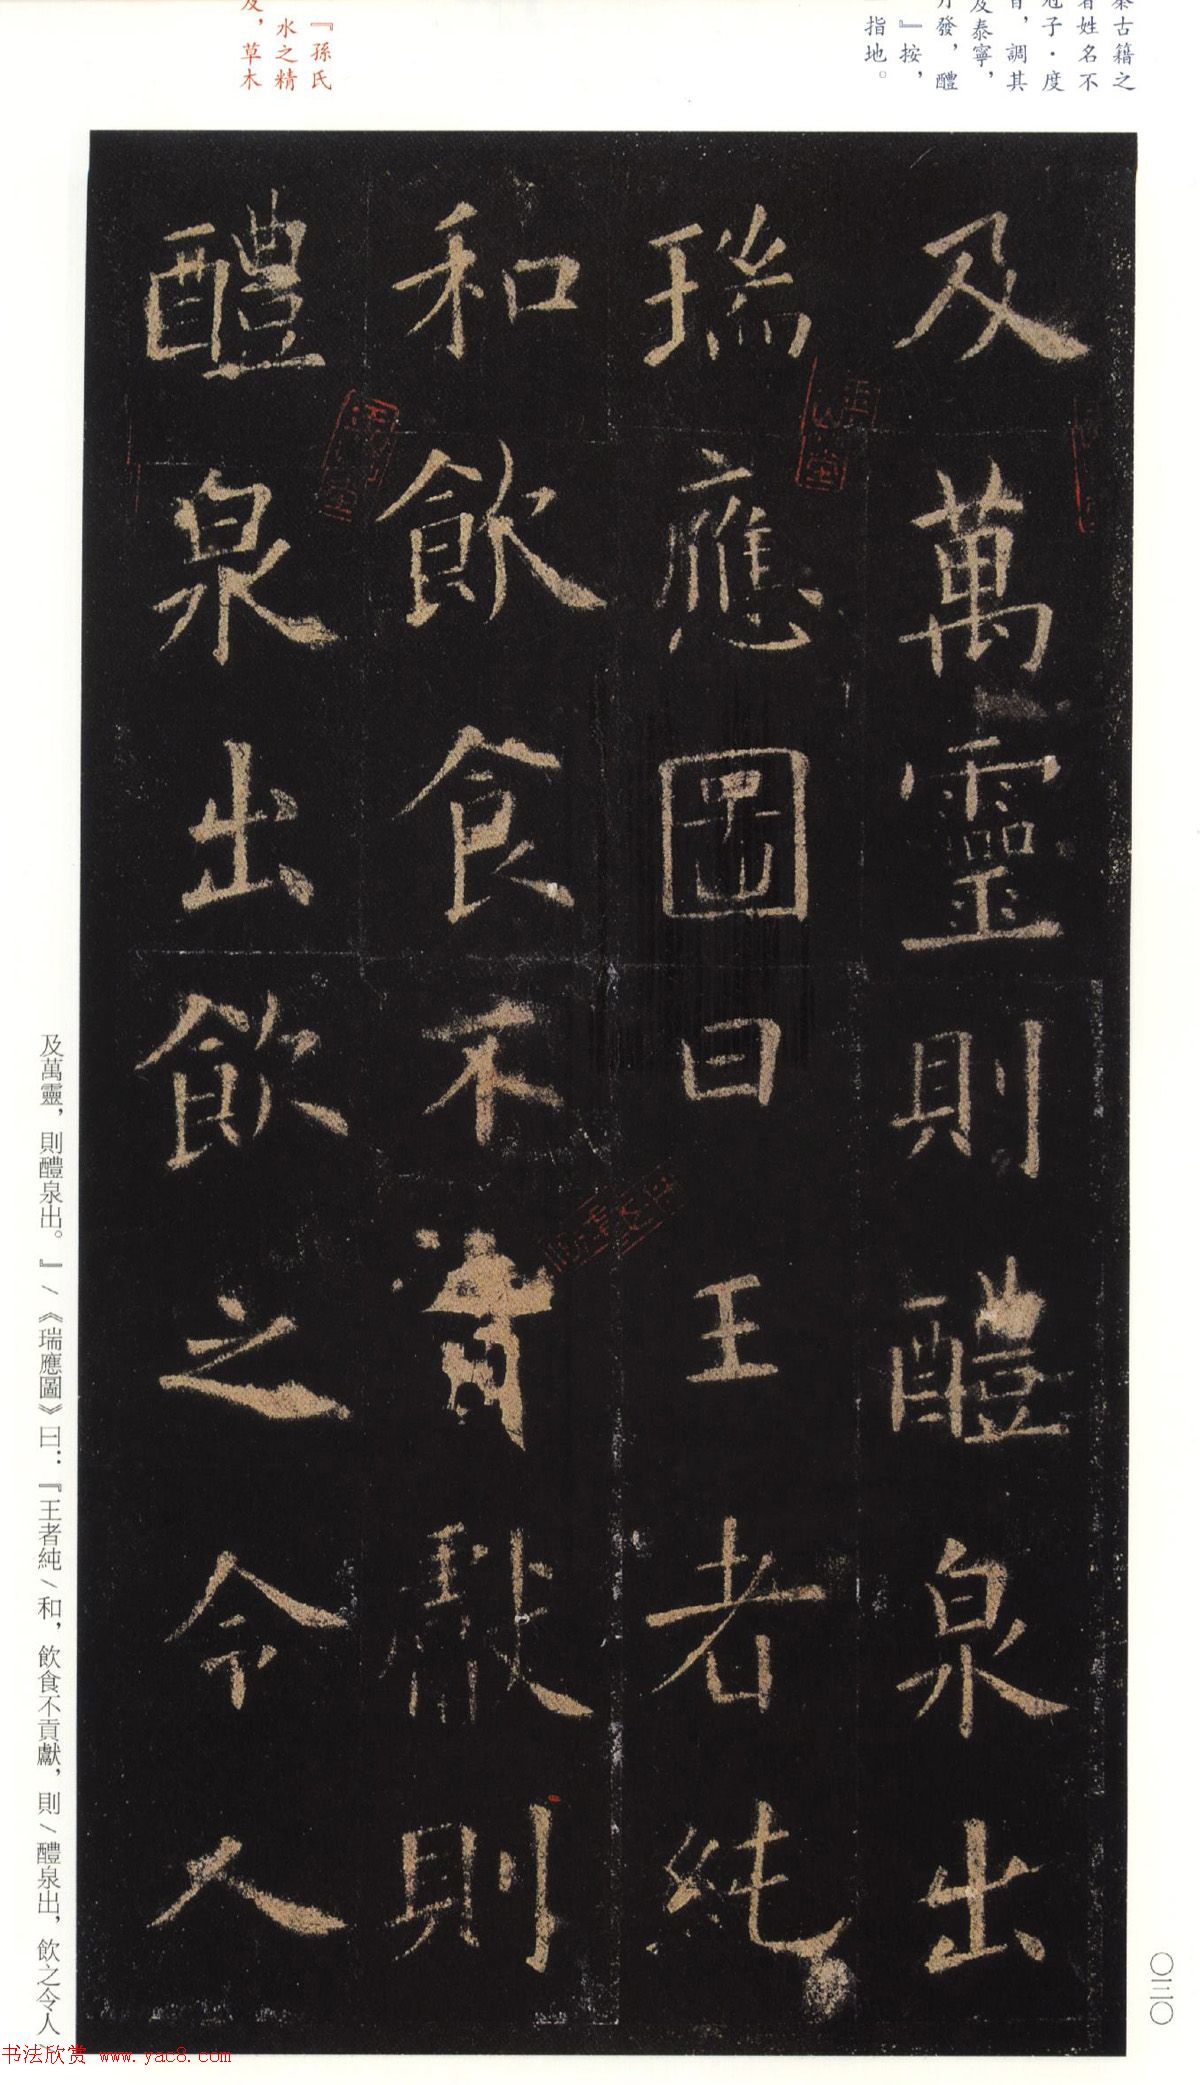 秦古籍之
者姓名不
冠子·度
旨，調其
及泰寧，
，醴
』按，
指地。
『孫氏
水之精
及，草木
及萬靈則醴泉出
瑞應圖曰王者純
和飲食不貢獻則
醴泉出飲之令人
及萬靈，則醴泉出。』/《瑞應圖》曰：『王者純/和，飲食不貢獻，則/醴泉出，飲之令人/
〇三〇
书法欣赏 www.yac8.com